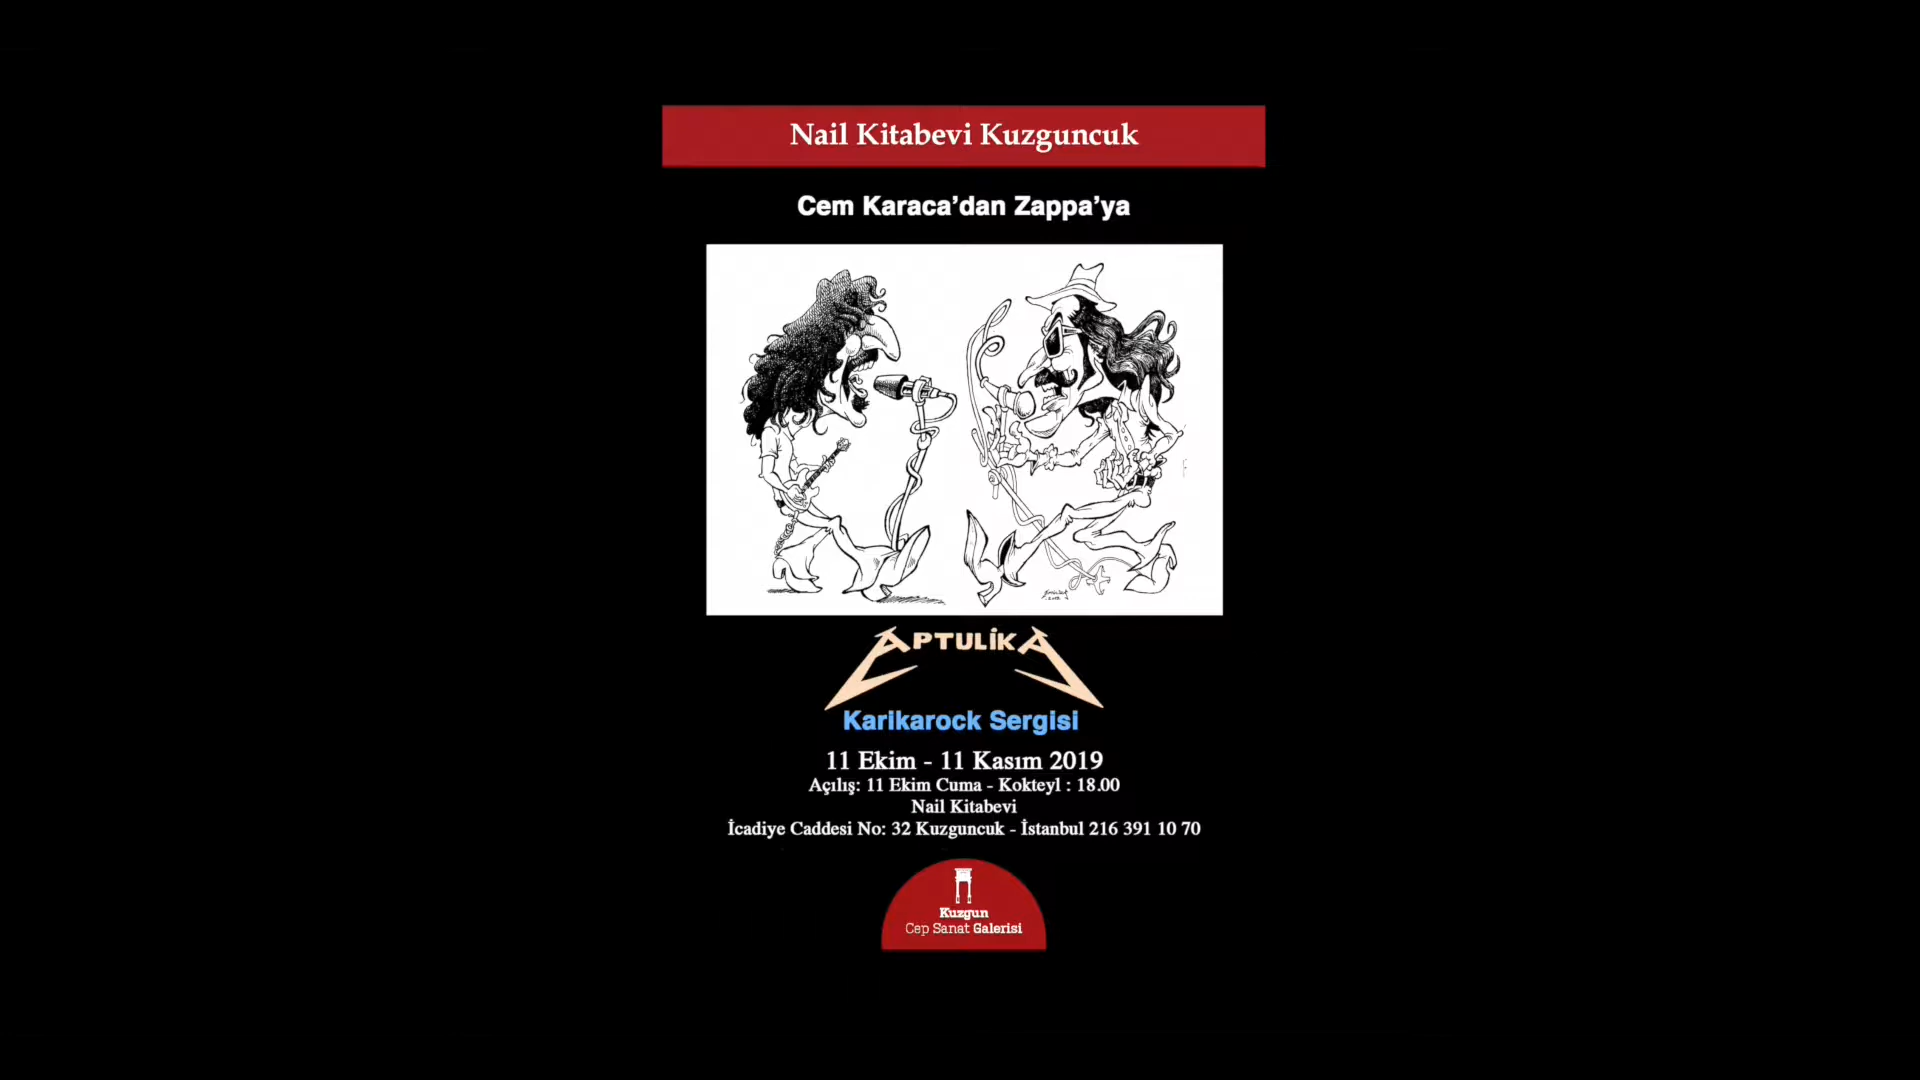 Nail Kitabevi Kuzguncuk
Cem Karaca’dan Zappa’ya
APTULİKA
Karikarock Sergisi
11 Ekim - 11 Kasım 2019
Açılış: 11 Ekim Cuma - Kokteyl : 18.00
Nail Kitabevi
İcadiye Caddesi No: 32 Kuzguncuk - İstanbul 216 391 10 70
Kuzgun
Cep Sanat Galerisi